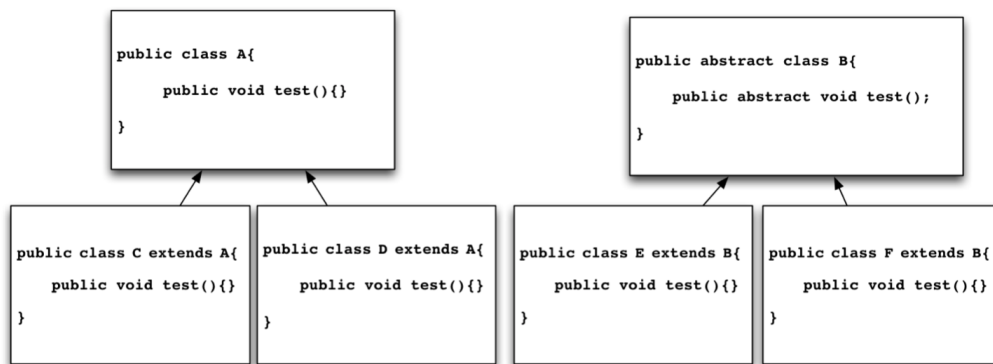 public class A{
public void test(){}
}
public abstract class B{
public abstract void test();
}
public class C extends A{
public void test(){}
}
public class D extends A{
public void test(){}
}
public class E extends B{
public void test(){}
}
public class F extends B{
public void test(){}
}